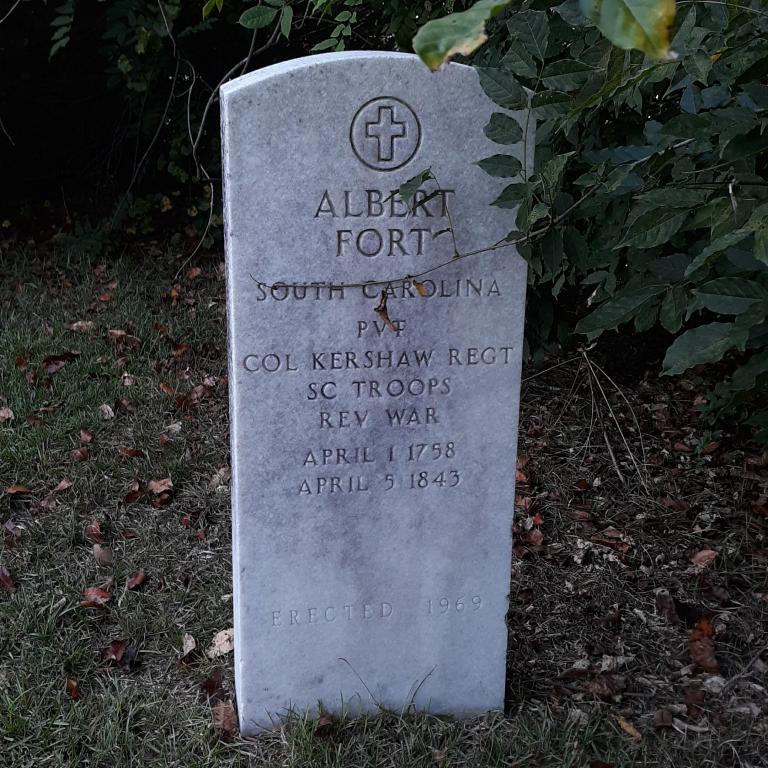 ALBERT
FORT
SOUTH CAROLINA
PVT
COL KERSHAW REGT
SC TROOPS
REV WAR
APRIL 1 1758
APRIL 5 1843
ERECTED 1969